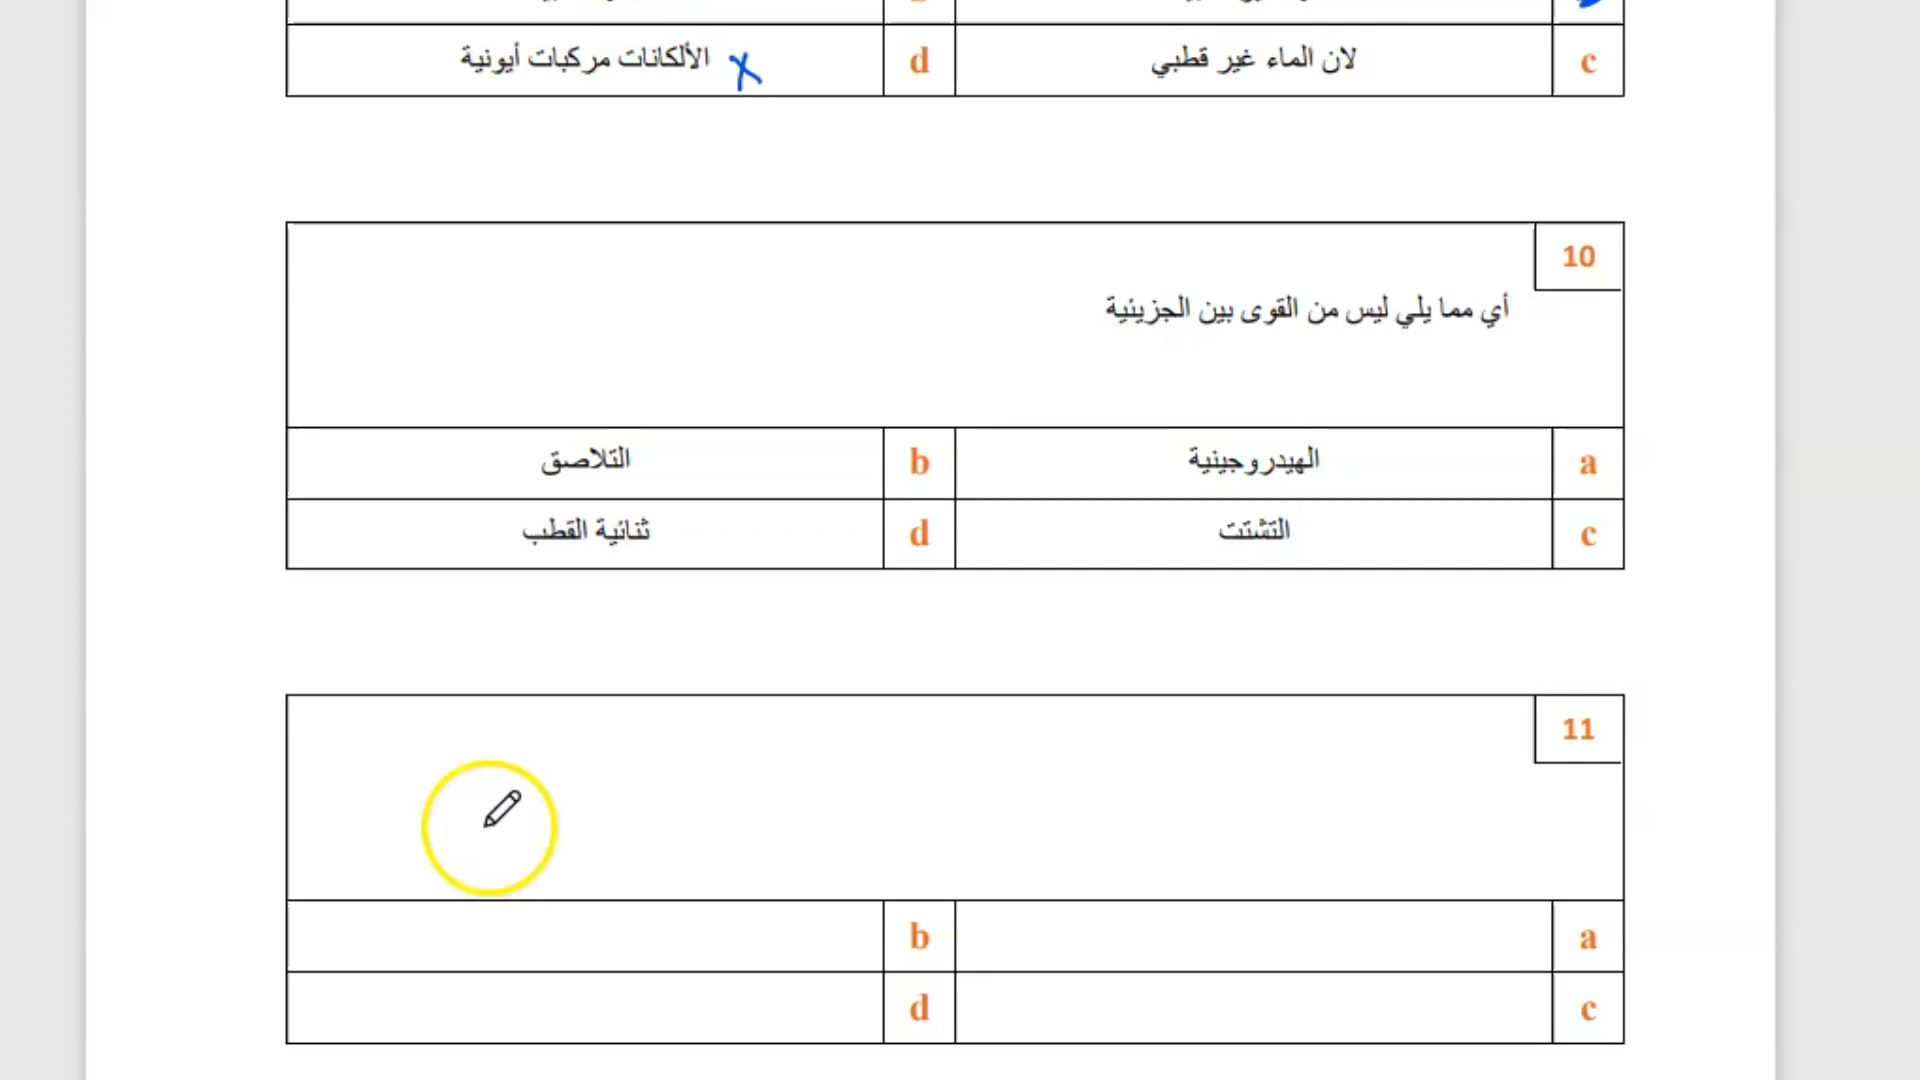 c لان الماء غير قطبي d الألكانات مركبات أيونية
10
أي مما يلي ليس من القوى بين الجزيئية
a الهيدروجينية b التلاصق
c التشتت d ثنائية القطب
11
a b
c d